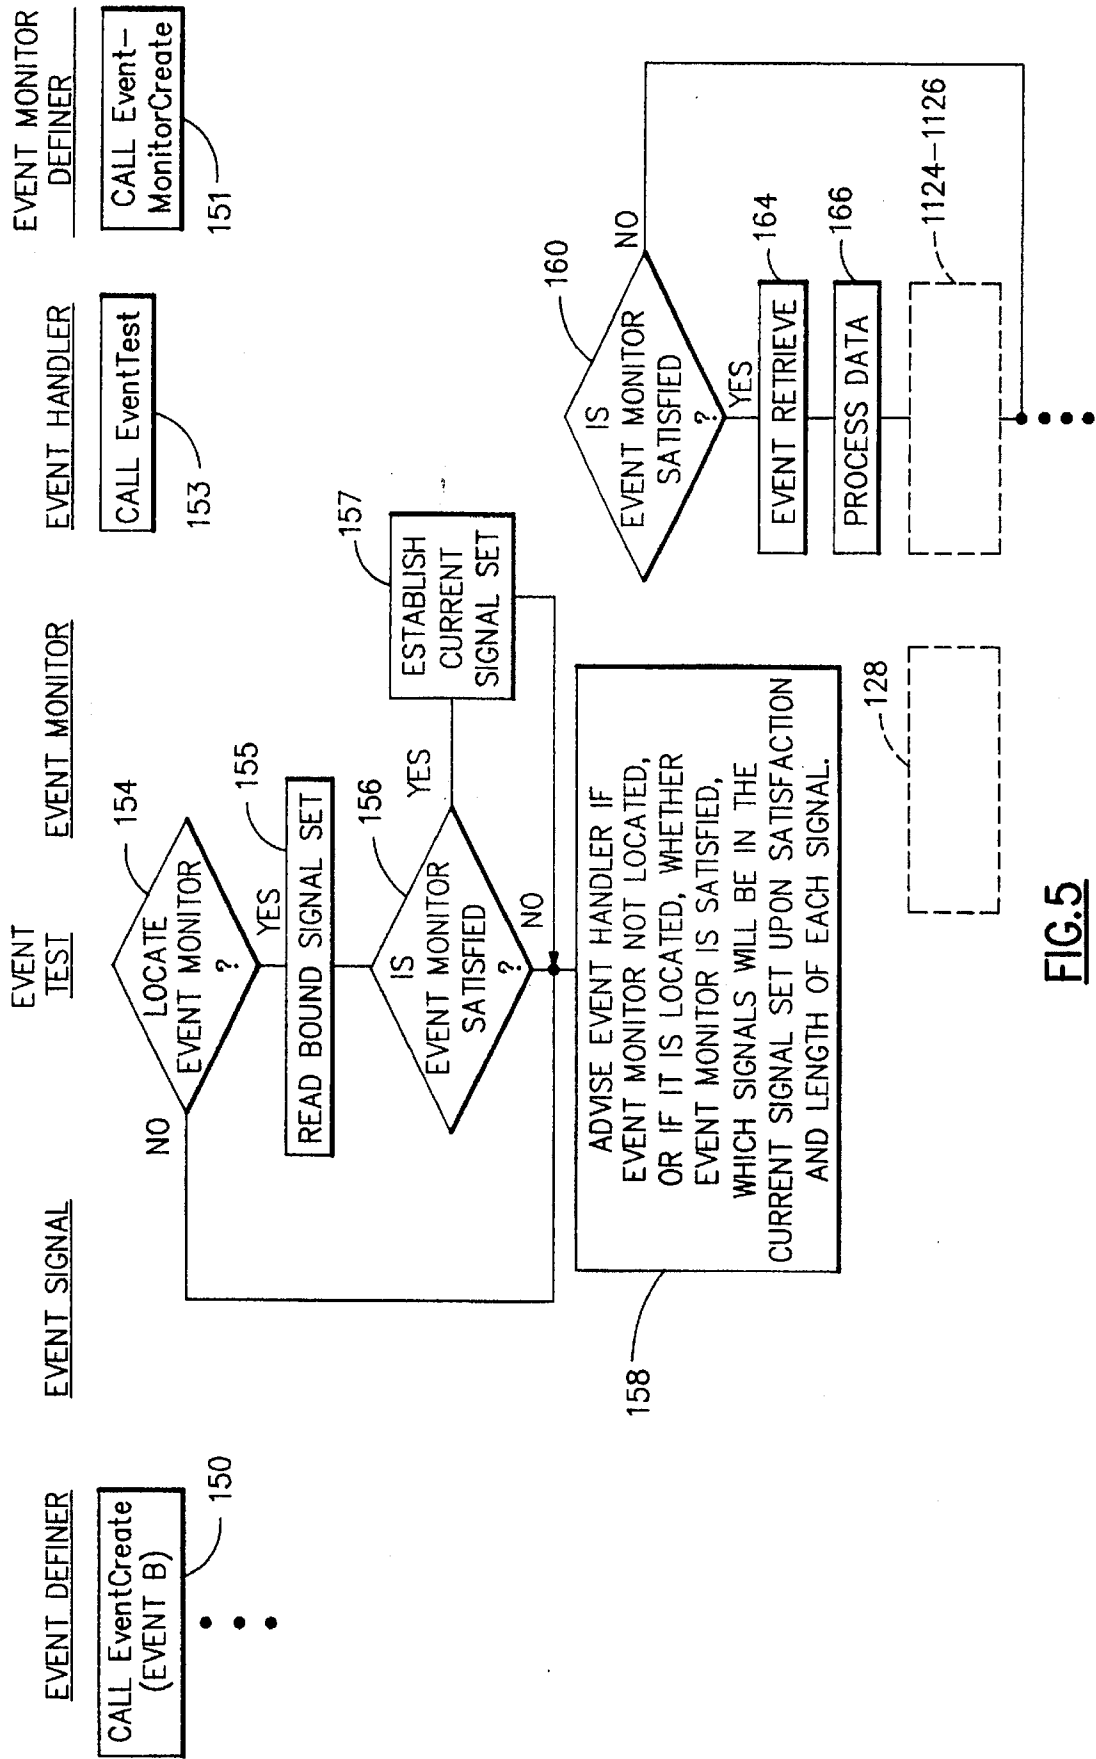 EVENT DEFINER
EVENT SIGNAL
EVENT
TEST
EVENT MONITOR
EVENT HANDLER
EVENT MONITOR
DEFINER
CALL EventCreate
(EVENT B)
150
CALL EventTest
153
CALL Event-
MonitorCreate
151
LOCATE
EVENT MONITOR
?
154
NO
YES
READ BOUND SIGNAL SET
155
IS
EVENT MONITOR
SATISFIED
?
156
YES
NO
ESTABLISH
CURRENT
SIGNAL SET
157
ADVISE EVENT HANDLER IF
EVENT MONITOR NOT LOCATED,
OR IF IT IS LOCATED, WHETHER
EVENT MONITOR IS SATISFIED,
WHICH SIGNALS WILL BE IN THE
CURRENT SIGNAL SET UPON SATISFACTION
AND LENGTH OF EACH SIGNAL.
158
IS
EVENT MONITOR
SATISFIED
?
160
NO
YES
EVENT RETRIEVE
164
PROCESS DATA
166
1124-1126
128
FIG.5